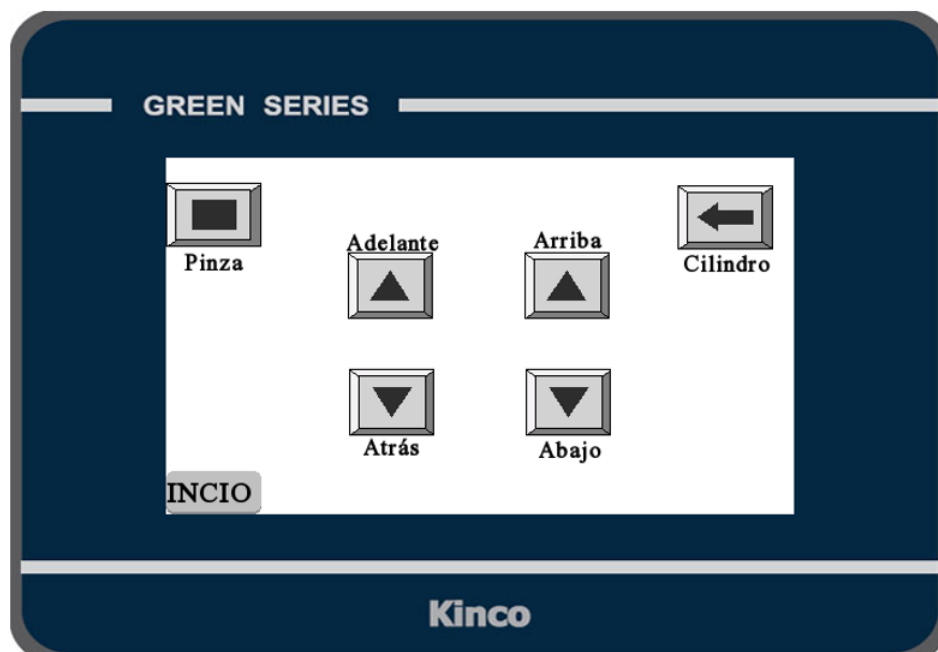 GREEN SERIES
Adelante
Arriba
Pinza
Cilindro
Atrás
Abajo
INCIO
Kinco